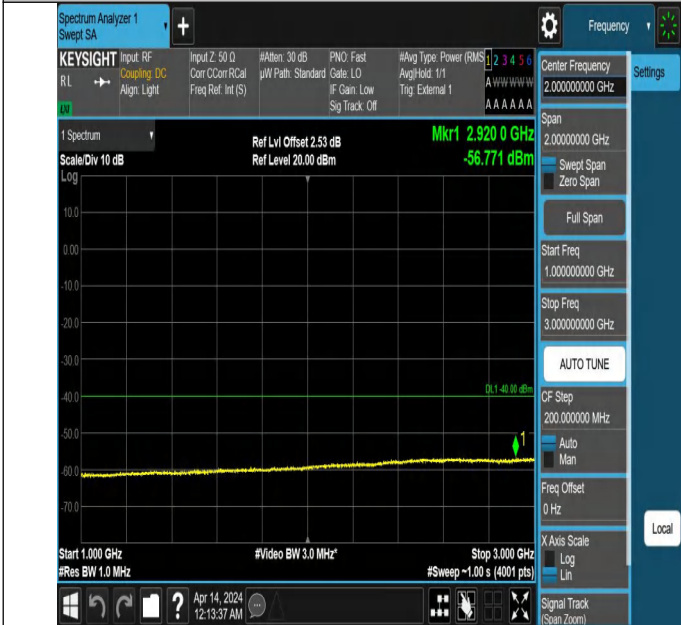 Spectrum Analyzer 1
Swept SA
+
Frequency
KEYSIGHT
RL
LXI
Input: RF
Coupling: DC
Align: Light
Input Z: 50 Ω
Corr CCorr RCal
Freq Ref: Int (S)
#Atten: 30 dB
µW Path: Standard
PNO: Fast
Gate: LO
IF Gain: Low
Sig Track: Off
#Avg Type: Power (RMS
Avg|Hold: 1/1
Trig: External 1
1 2 3 4 5 6
A W W W W W
A A A A A A
1 Spectrum
Scale/Div 10 dB
Log
Ref Lvl Offset 2.53 dB
Ref Level 20.00 dBm
Mkr1 2.920 0 GHz
-56.771 dBm
10.0
0.00
-10.0
-20.0
-30.0
-40.0
-50.0
-60.0
-70.0
DL1 -40.00 dBm
1
Start 1.000 GHz
#Res BW 1.0 MHz
#Video BW 3.0 MHz*
Stop 3.000 GHz
#Sweep ~1.00 s (4001 pts)
Center Frequency
2.000000000 GHz
Settings
Span
2.00000000 GHz
Swept Span
Zero Span
Full Span
Start Freq
1.000000000 GHz
Stop Freq
3.000000000 GHz
AUTO TUNE
CF Step
200.000000 MHz
Auto
Man
Freq Offset
0 Hz
X Axis Scale
Log
Lin
Local
Signal Track
(Span Zoom)
?
Apr 14, 2024
12:13:37 AM